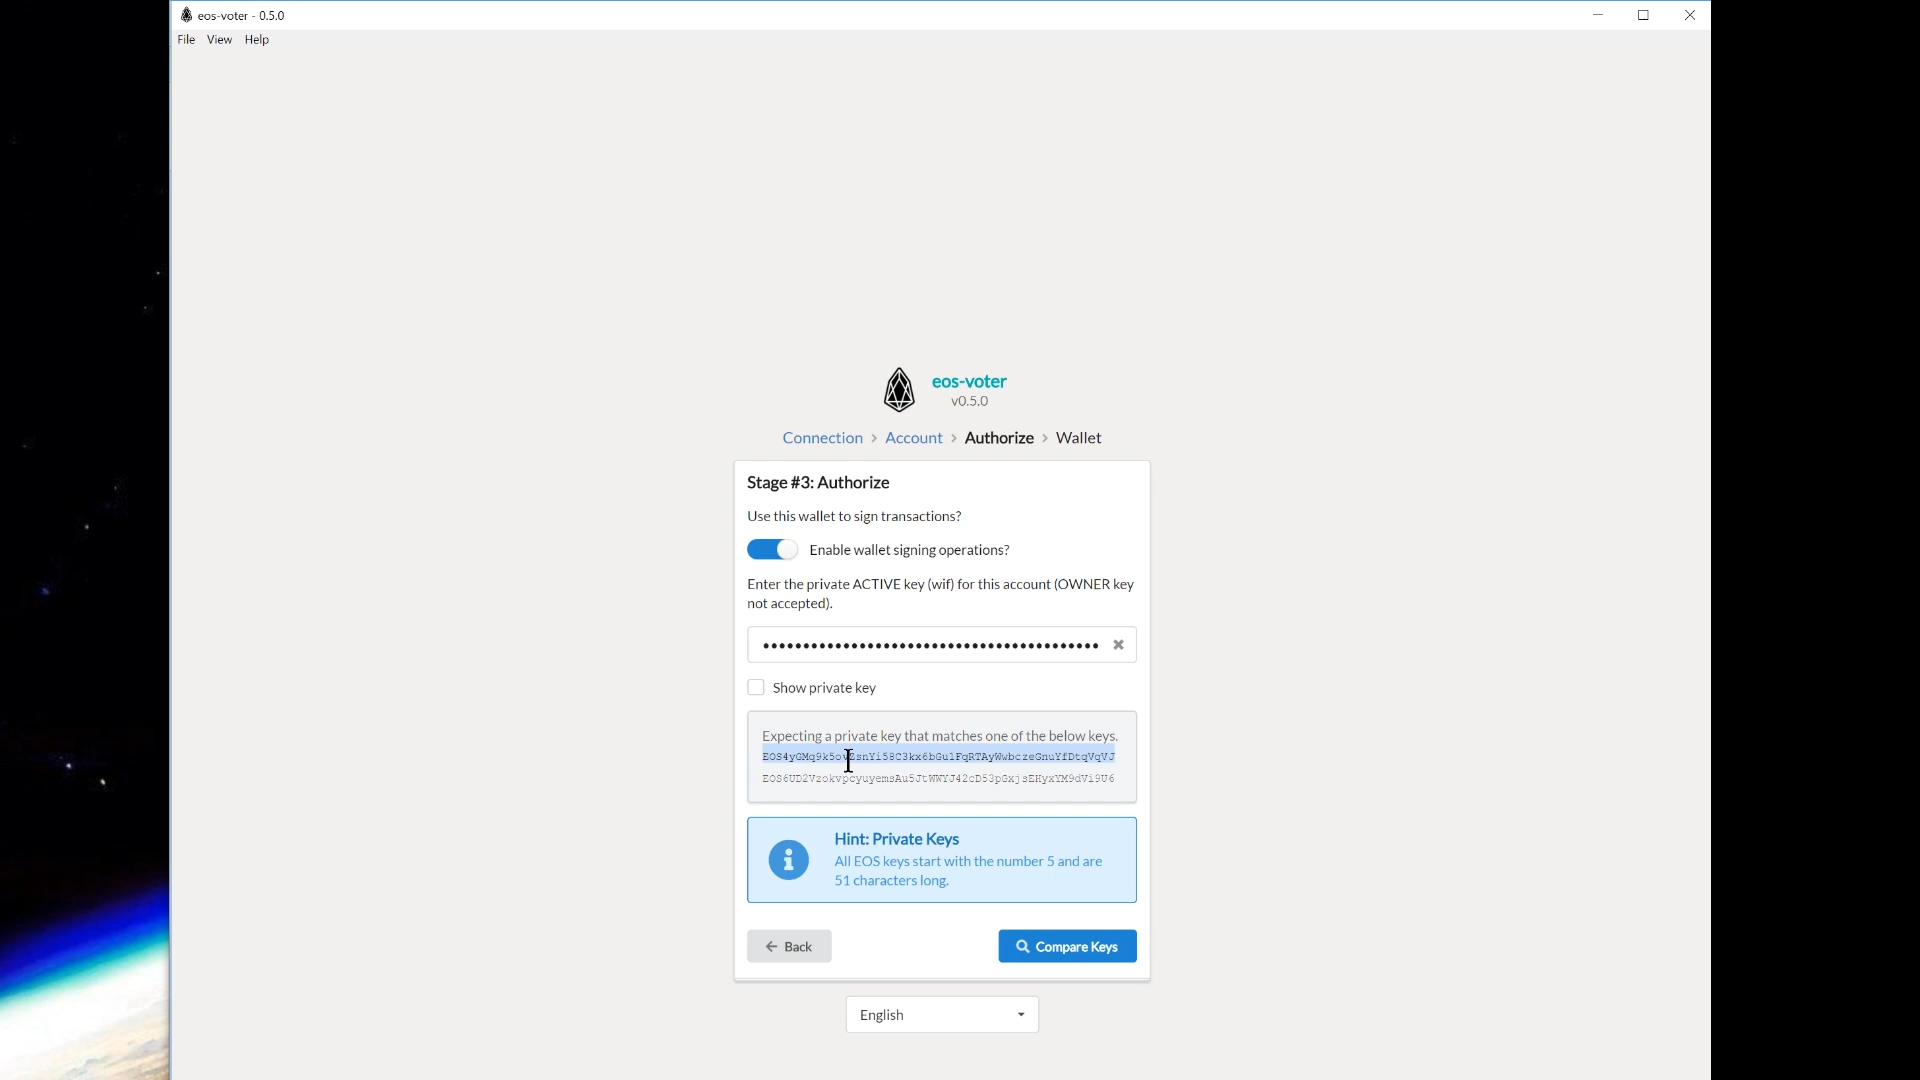 eos-voter - 0.5.0
File View Help
eos-voter
v0.5.0
Connection > Account > Authorize > Wallet
Stage #3: Authorize
Use this wallet to sign transactions?
Enable wallet signing operations?
Enter the private ACTIVE key (wif) for this account (OWNER key
not accepted).
Show private key
Expecting a private key that matches one of the below keys.
Hint: Private Keys
All EOS keys start with the number 5 and are
51 characters long.
Back
Compare Keys
English